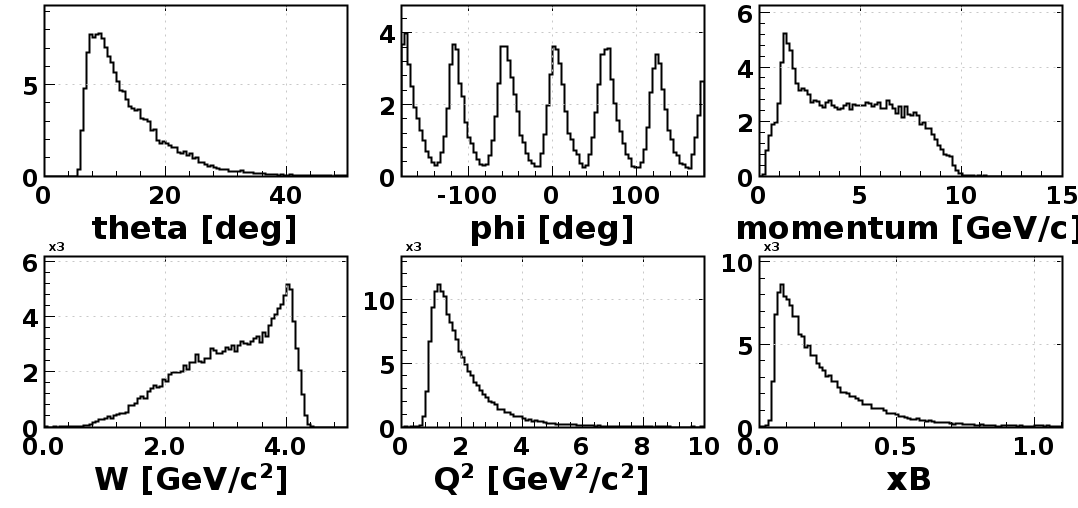 5
0
0 20 40
theta [deg]
4
2
0
-100 0 100
phi [deg]
6
4
2
0
0 5 10 15
momentum [GeV/c]
x3
6
4
2
0
0.0 2.0 4.0
W [GeV/c²]
x3
10
5
0
0 2 4 6 8 10
Q² [GeV²/c²]
x3
10
5
0
0.0 0.5 1.0
xB